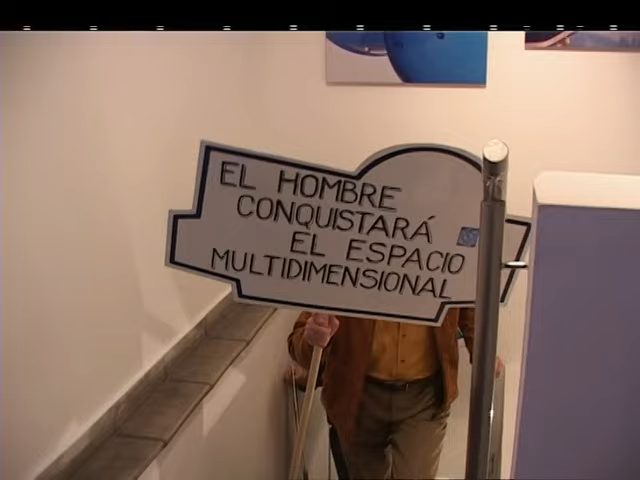 EL HOMBRE
CONQUISTARÁ
EL ESPACIO
MULTIDIMENSIONAL